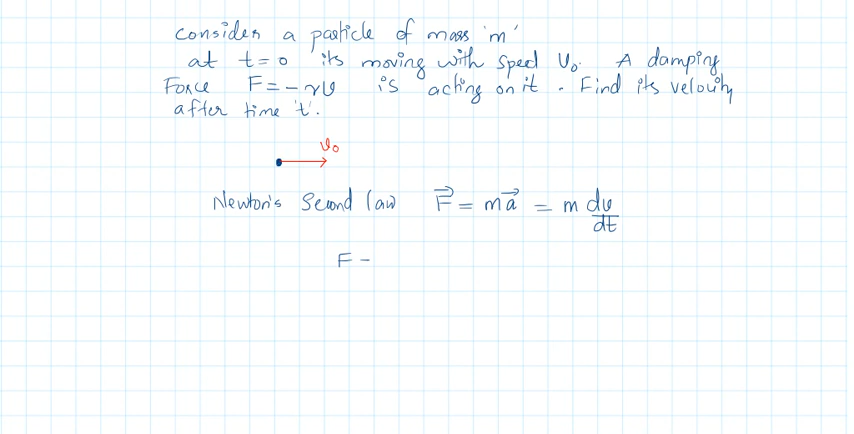 consider a particle of mass 'm'
at t=0 its moving with speed v₀. A damping
Force F = -γv is acting on it. Find its velocity
after time 't'.
v₀
Newton's Second law F⃗ = ma⃗ = m dv/dt
F -